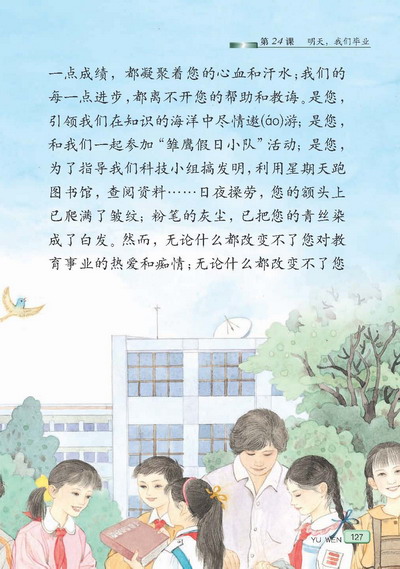 第24课 明天，我们毕业
一点成绩，都凝聚着您的心血和汗水；我们的
每一点进步，都离不开您的帮助和教诲。是您，
引领我们在知识的海洋中尽情遨(áo)游；是您，
和我们一起参加“雏鹰假日小队”活动；是您，
为了指导我们科技小组搞发明，利用星期天跑
图书馆，查阅资料……日夜操劳，您的额头上
已爬满了皱纹；粉笔的灰尘，已把您的青丝染
成了白发。然而，无论什么都改变不了您对教
育事业的热爱和痴情；无论什么都改变不了您
YU WEN 127